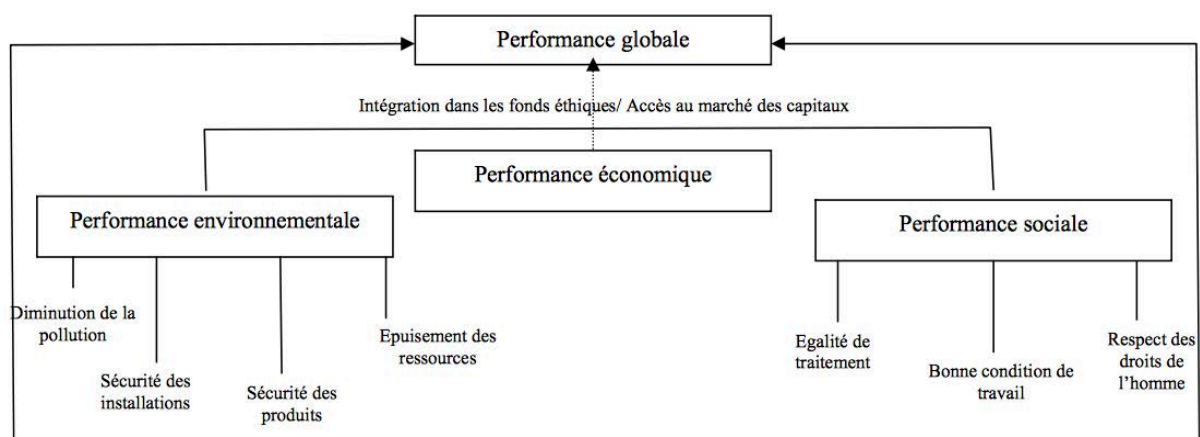 Performance globale
Intégration dans les fonds éthiques/ Accès au marché des capitaux
Performance économique
Performance environnementale
Performance sociale
Diminution de la
pollution
Sécurité des
installations
Sécurité des
produits
Epuisement des
ressources
Egalité de
traitement
Bonne condition de
travail
Respect des
droits de
l’homme